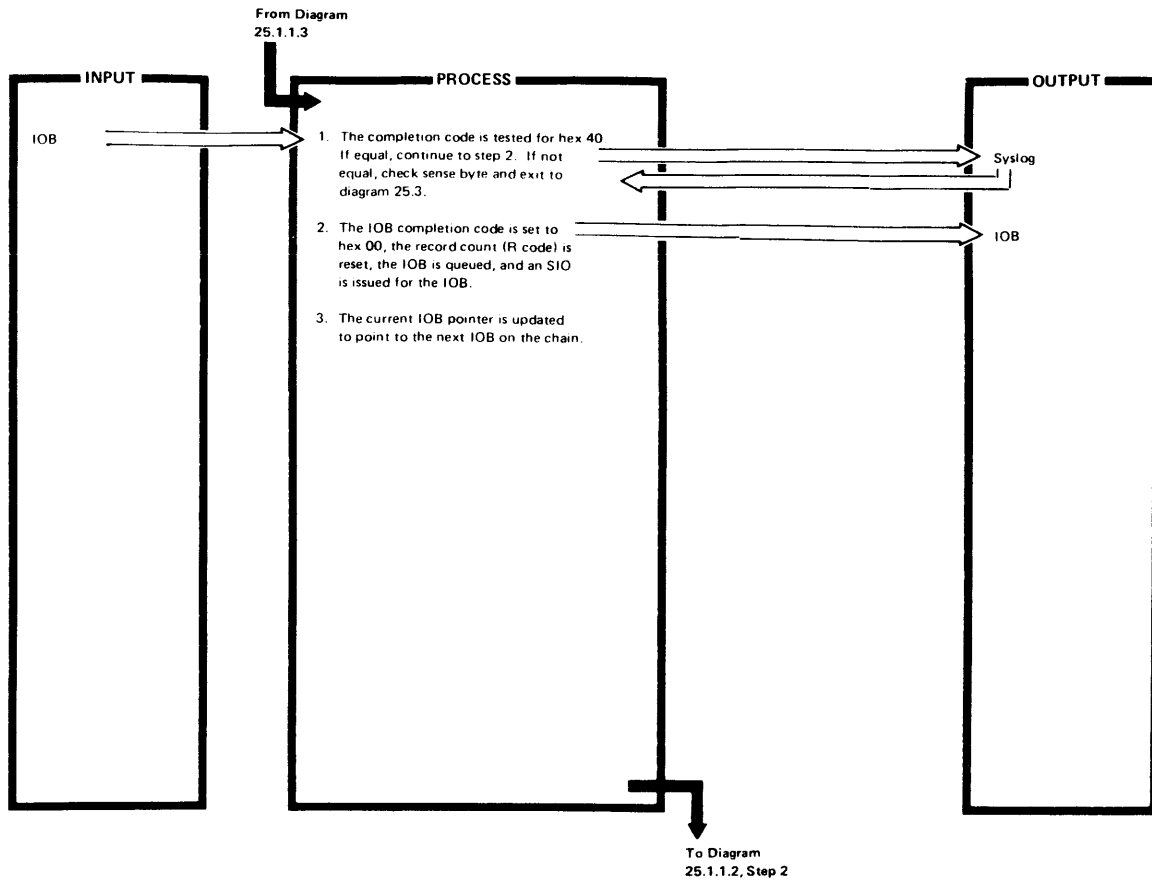 From Diagram
25.1.1.3
INPUT
PROCESS
OUTPUT
IOB
1. The completion code is tested for hex 40
If equal, continue to step 2. If not
equal, check sense byte and exit to
diagram 25.3.
Syslog
2. The IOB completion code is set to
hex 00, the record count (R code) is
reset, the IOB is queued, and an SIO
is issued for the IOB.
IOB
3. The current IOB pointer is updated
to point to the next IOB on the chain.
To Diagram
25.1.1.2, Step 2